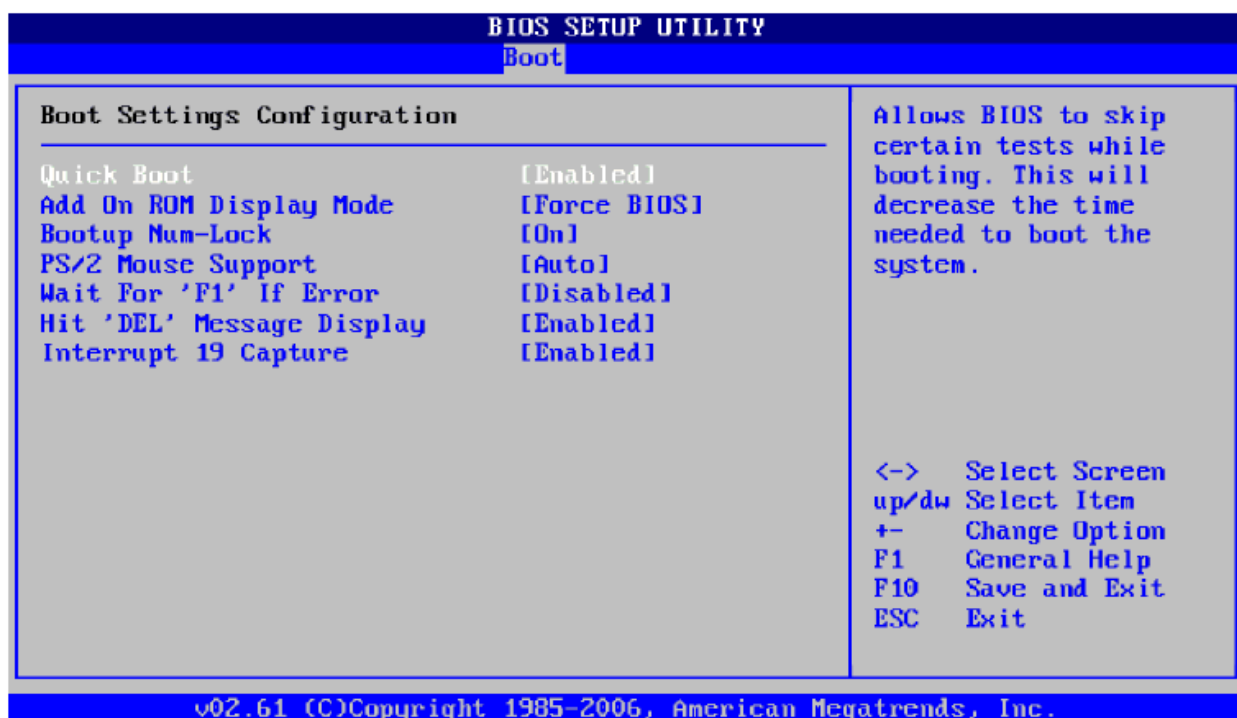 BIOS SETUP UTILITY
Boot
Boot Settings Configuration
Quick Boot [Enabled]
Add On ROM Display Mode [Force BIOS]
Bootup Num-Lock [On]
PS/2 Mouse Support [Auto]
Wait For 'F1' If Error [Disabled]
Hit 'DEL' Message Display [Enabled]
Interrupt 19 Capture [Enabled]
Allows BIOS to skip
certain tests while
booting. This will
decrease the time
needed to boot the
system.
<-> Select Screen
up/dw Select Item
+- Change Option
F1 General Help
F10 Save and Exit
ESC Exit
v02.61 (C)Copyright 1985-2006, American Megatrends, Inc.